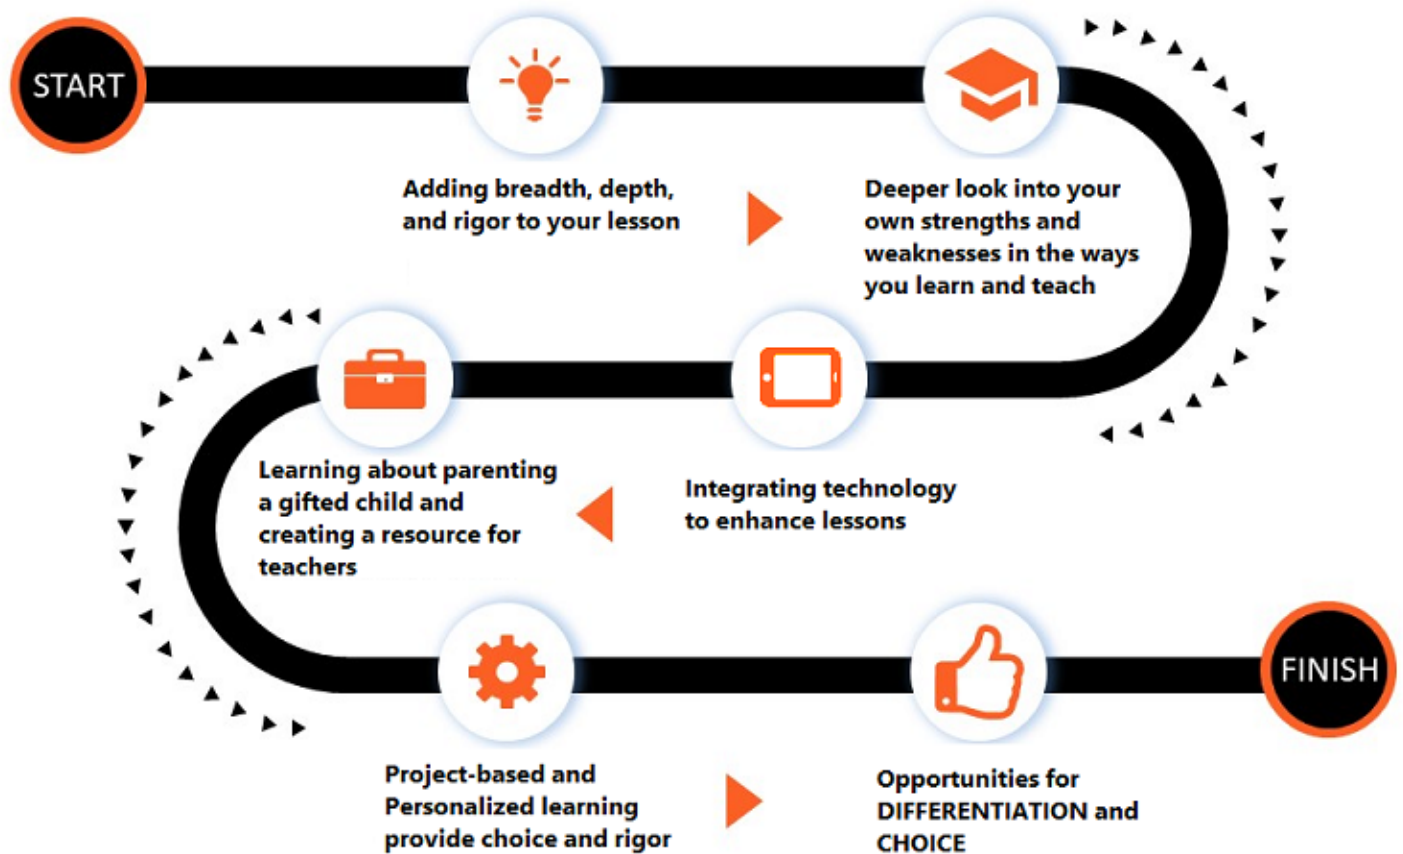 START
Adding breadth, depth,
and rigor to your lesson
Deeper look into your
own strengths and
weaknesses in the ways
you learn and teach
Integrating technology
to enhance lessons
Learning about parenting
a gifted child and
creating a resource for
teachers
Project-based and
Personalized learning
provide choice and rigor
Opportunities for
DIFFERENTIATION and
CHOICE
FINISH